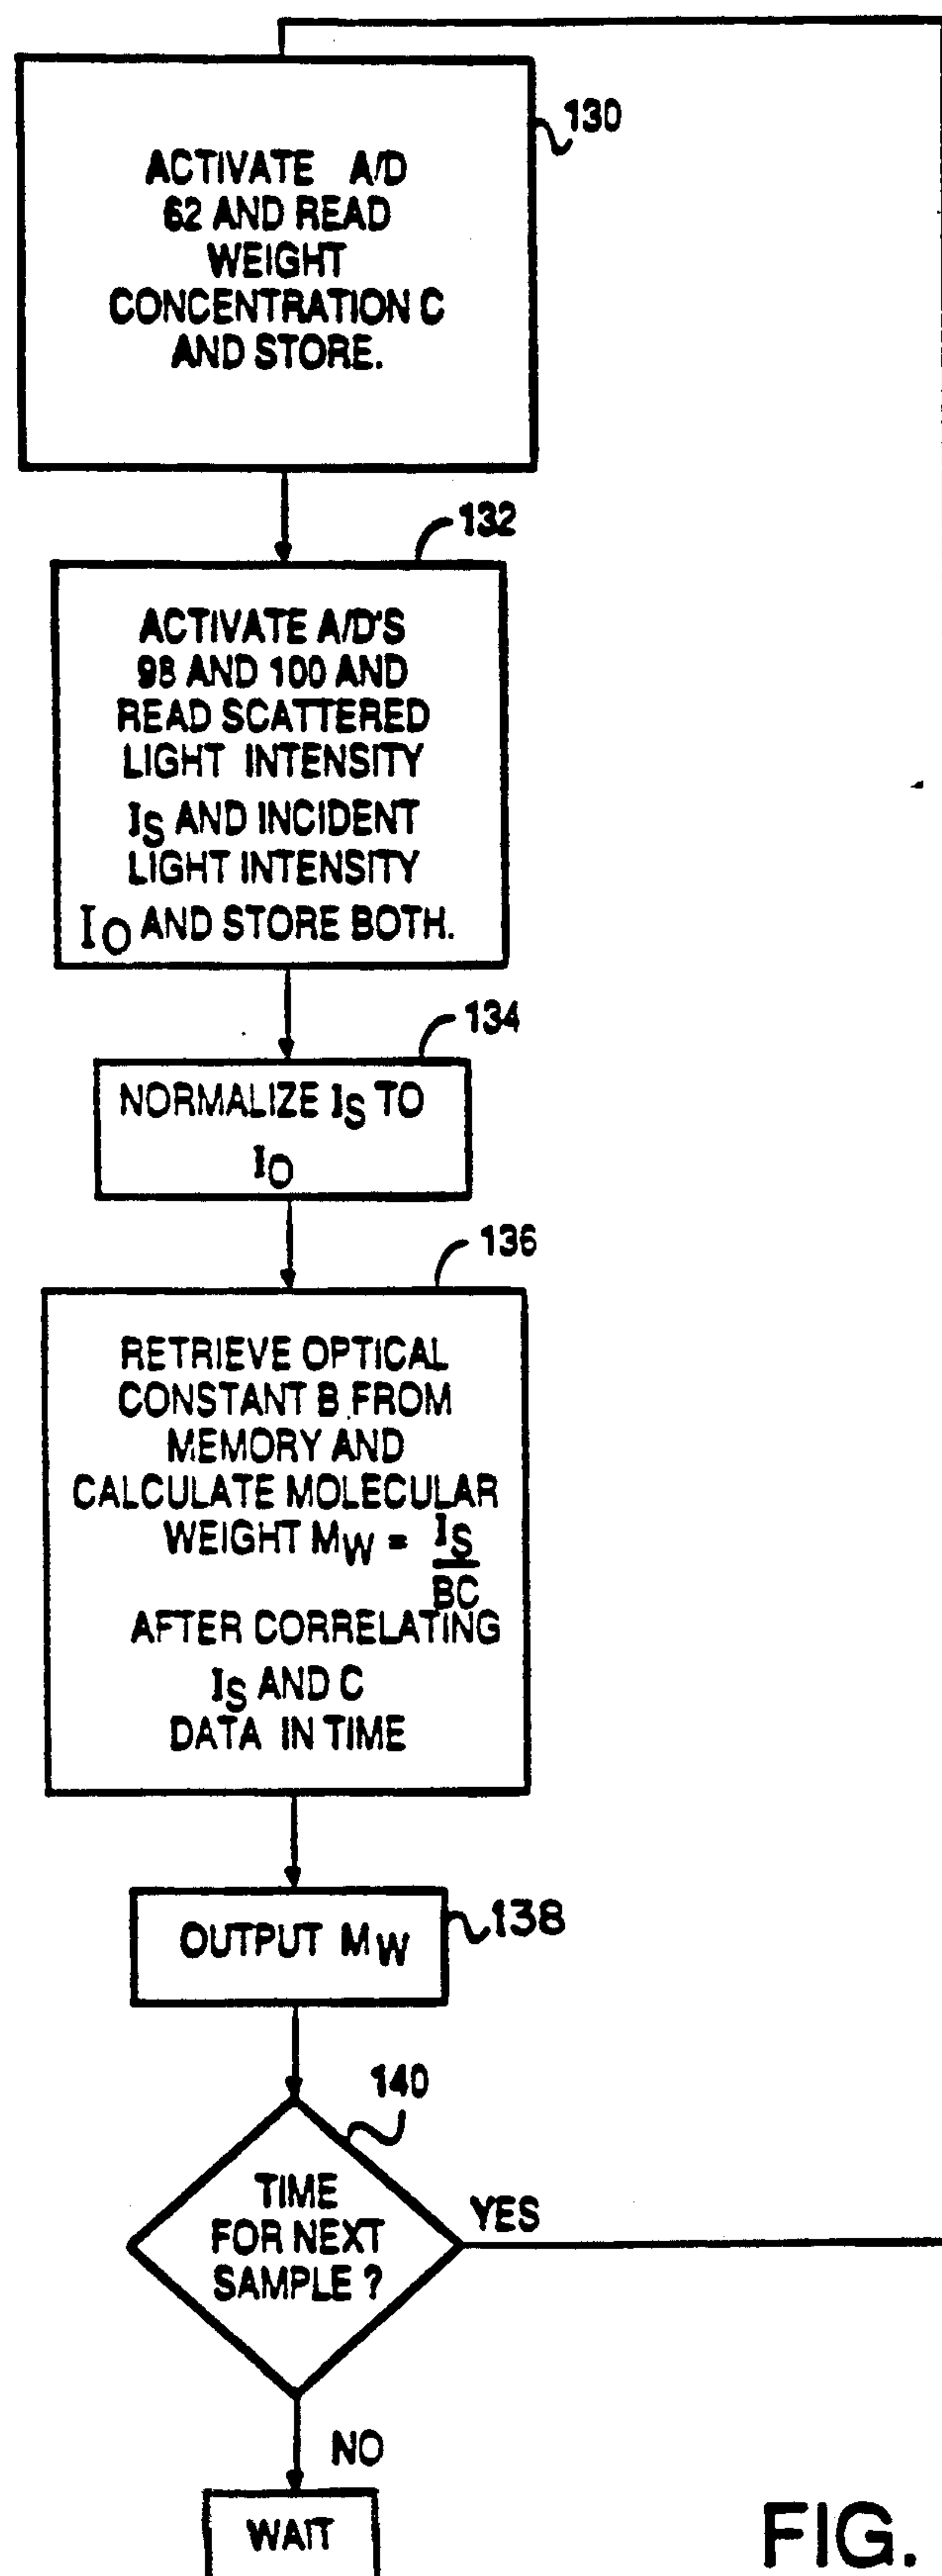 130
ACTIVATE A/D
62 AND READ
WEIGHT
CONCENTRATION C
AND STORE.
132
ACTIVATE A/D'S
98 AND 100 AND
READ SCATTERED
LIGHT INTENSITY
IS AND INCIDENT
LIGHT INTENSITY
IO AND STORE BOTH.
134
NORMALIZE IS TO
IO
136
RETRIEVE OPTICAL
CONSTANT B FROM
MEMORY AND
CALCULATE MOLECULAR
WEIGHT MW = IS
BC
AFTER CORRELATING
IS AND C
DATA IN TIME
OUTPUT MW
138
140
TIME
FOR NEXT
SAMPLE ?
YES
NO
WAIT
FIG.